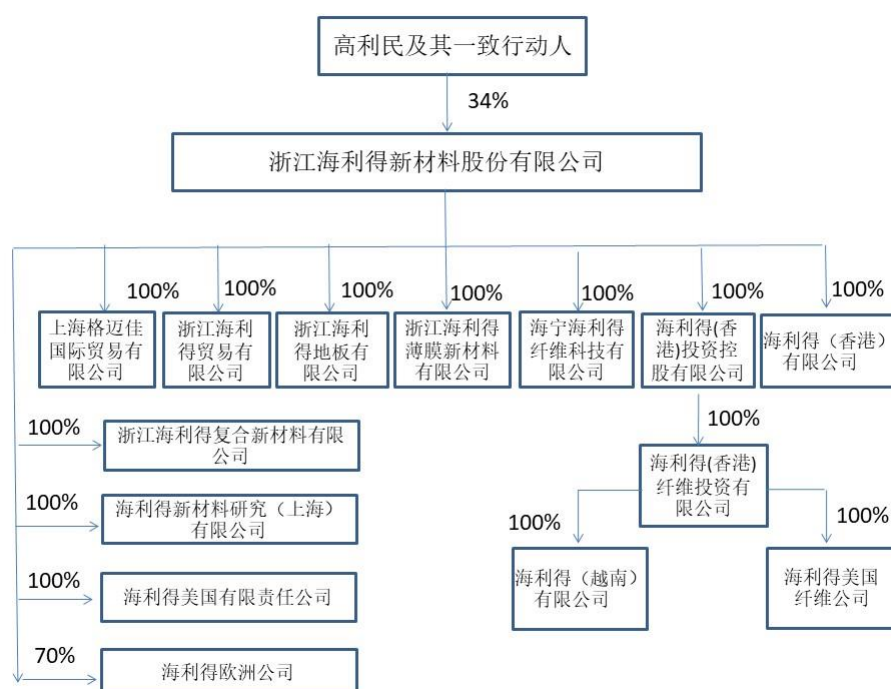 高利民及其一致行动人
34%
浙江海利得新材料股份有限公司
100%
100%
100%
100%
100%
100%
100%
上海格迈佳
国际贸易有
限公司
浙江海利
得贸易有
限公司
浙江海利
得地板有
限公司
浙江海利得
薄膜新材料
有限公司
海宁海利得
纤维科技有
限公司
海利得(香
港)投资控
股有限公司
海利得（香港）
有限公司
100%
浙江海利得复合新材料有限
公司
100%
海利得新材料研究（上海）
有限公司
100%
海利得美国有限责任公司
70%
海利得欧洲公司
100%
海利得(香港)
纤维投资有
限公司
100%
100%
海利得（越南）
有限公司
海利得美国
纤维公司